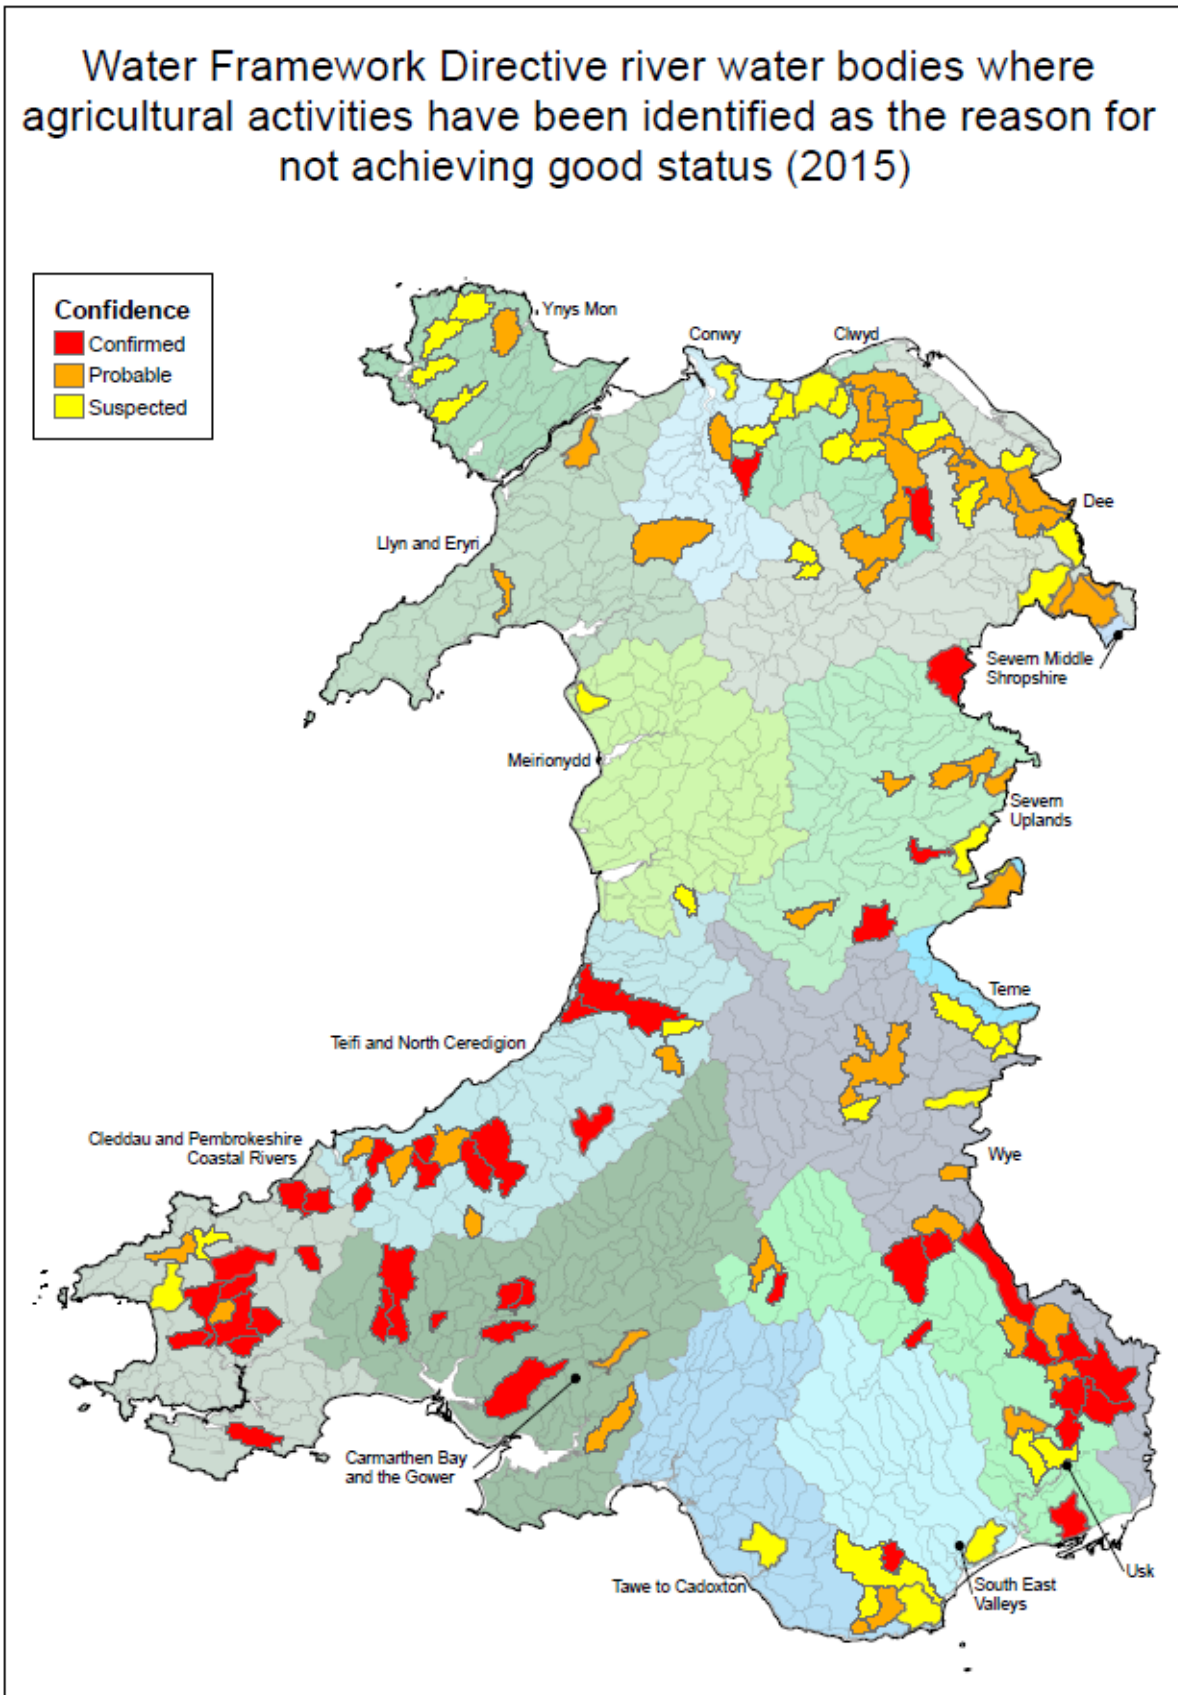 Water Framework Directive river water bodies where
agricultural activities have been identified as the reason for
not achieving good status (2015)
Confidence
Confirmed
Probable
Suspected
Ynys Mon
Conwy
Clwyd
Dee
Llyn and Eryri
Severn Middle
Shropshire
Meirionydd
Severn
Uplands
Teme
Teifi and North Ceredigion
Cleddau and Pembrokeshire
Coastal Rivers
Wye
Carmarthen Bay
and the Gower
Tawe to Cadoxton
South East
Valleys
Usk